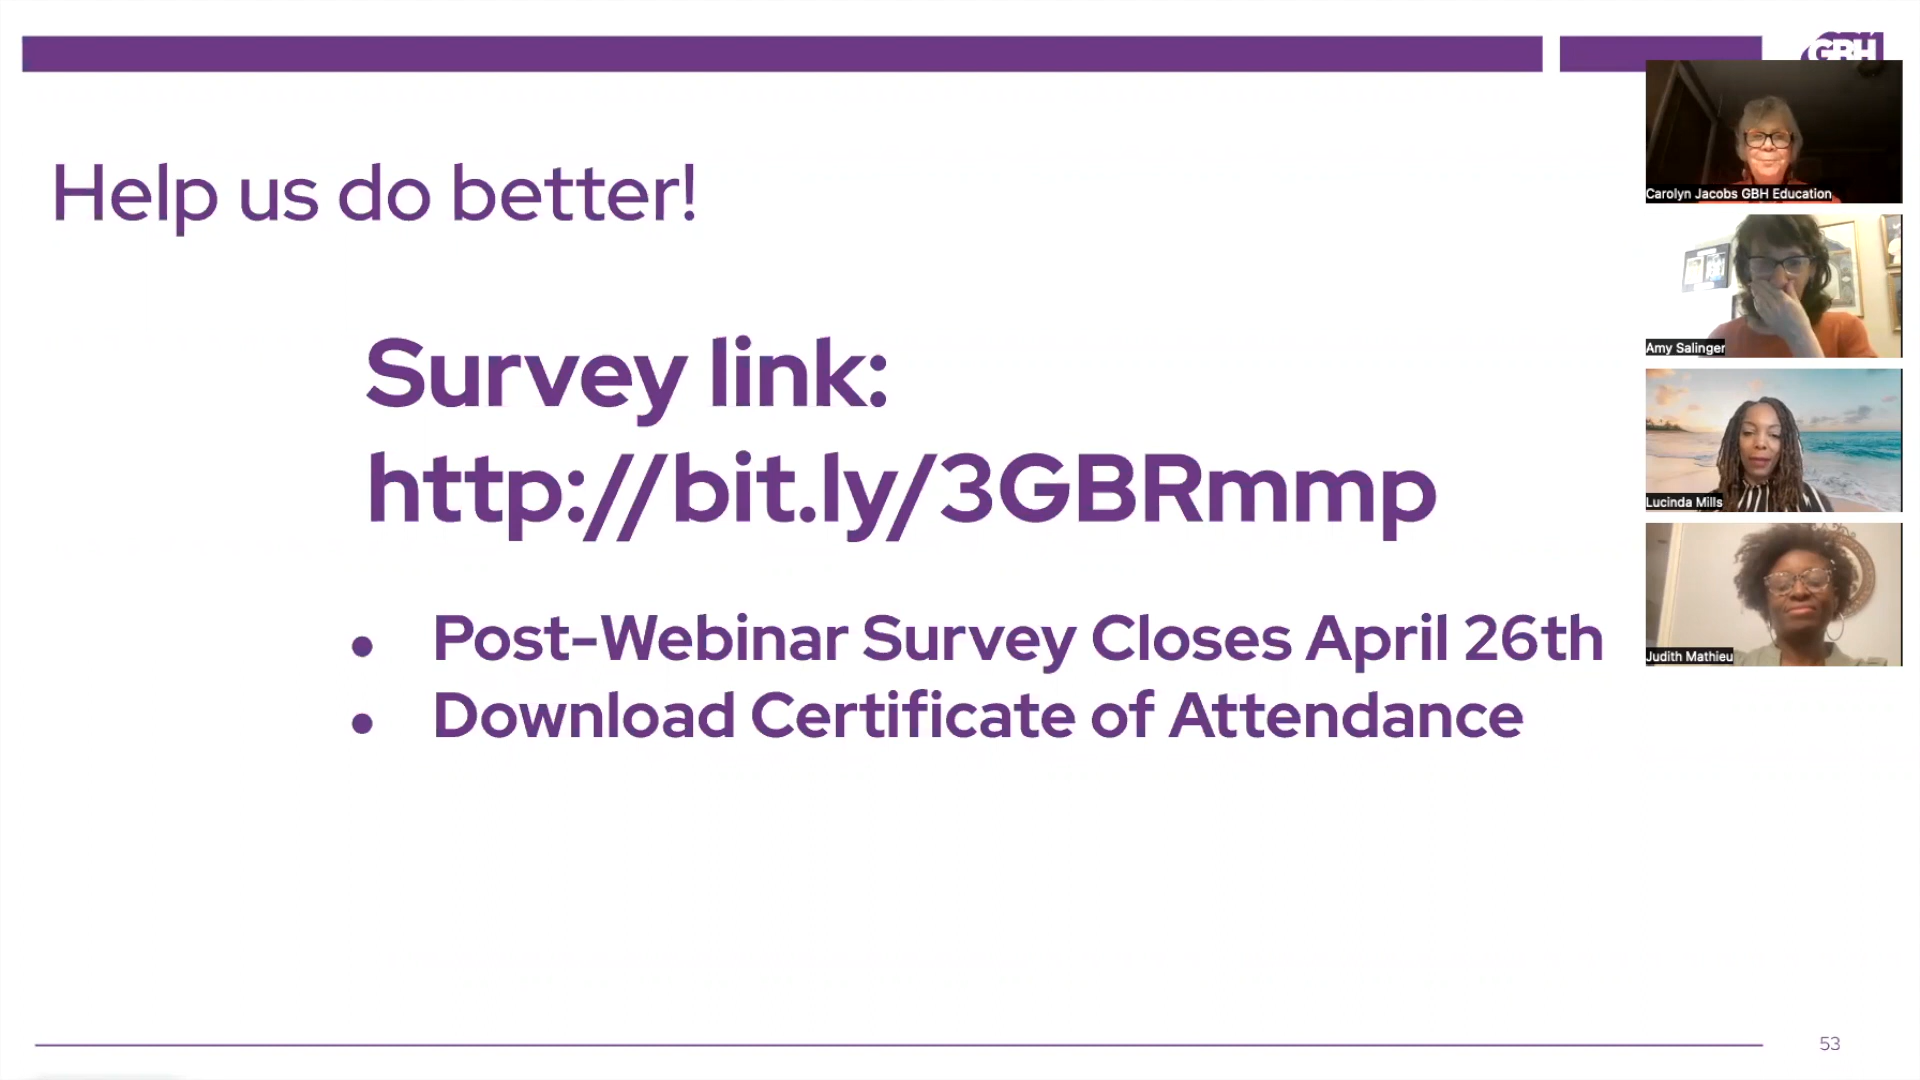 GBH
Help us do better!
Survey link:
http://bit.ly/3GBRmmp
• Post-Webinar Survey Closes April 26th
• Download Certificate of Attendance
Carolyn Jacobs GBH Education
Amy Salinger
Lucinda Mills
Judith Mathieu
53